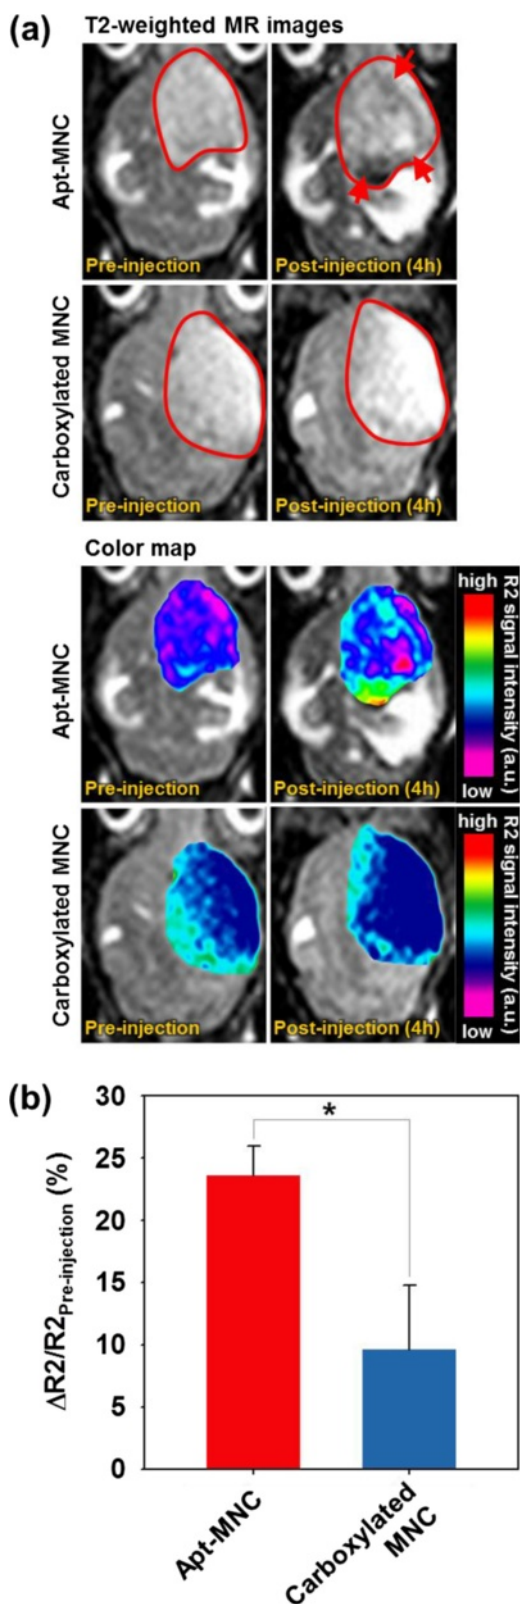 (a)
T2-weighted MR images
Apt-MNC
Pre-injection
Post-injection (4h)
Carboxylated MNC
Pre-injection
Post-injection (4h)
Color map
Apt-MNC
Pre-injection
Post-injection (4h)
high
R2 signal intensity (a.u.)
low
Carboxylated MNC
Pre-injection
Post-injection (4h)
high
R2 signal intensity (a.u.)
low
(b)
ΔR2/R2Pre-injection (%)
30
25
20
15
10
5
0
*
Apt-MNC
Carboxylated
MNC